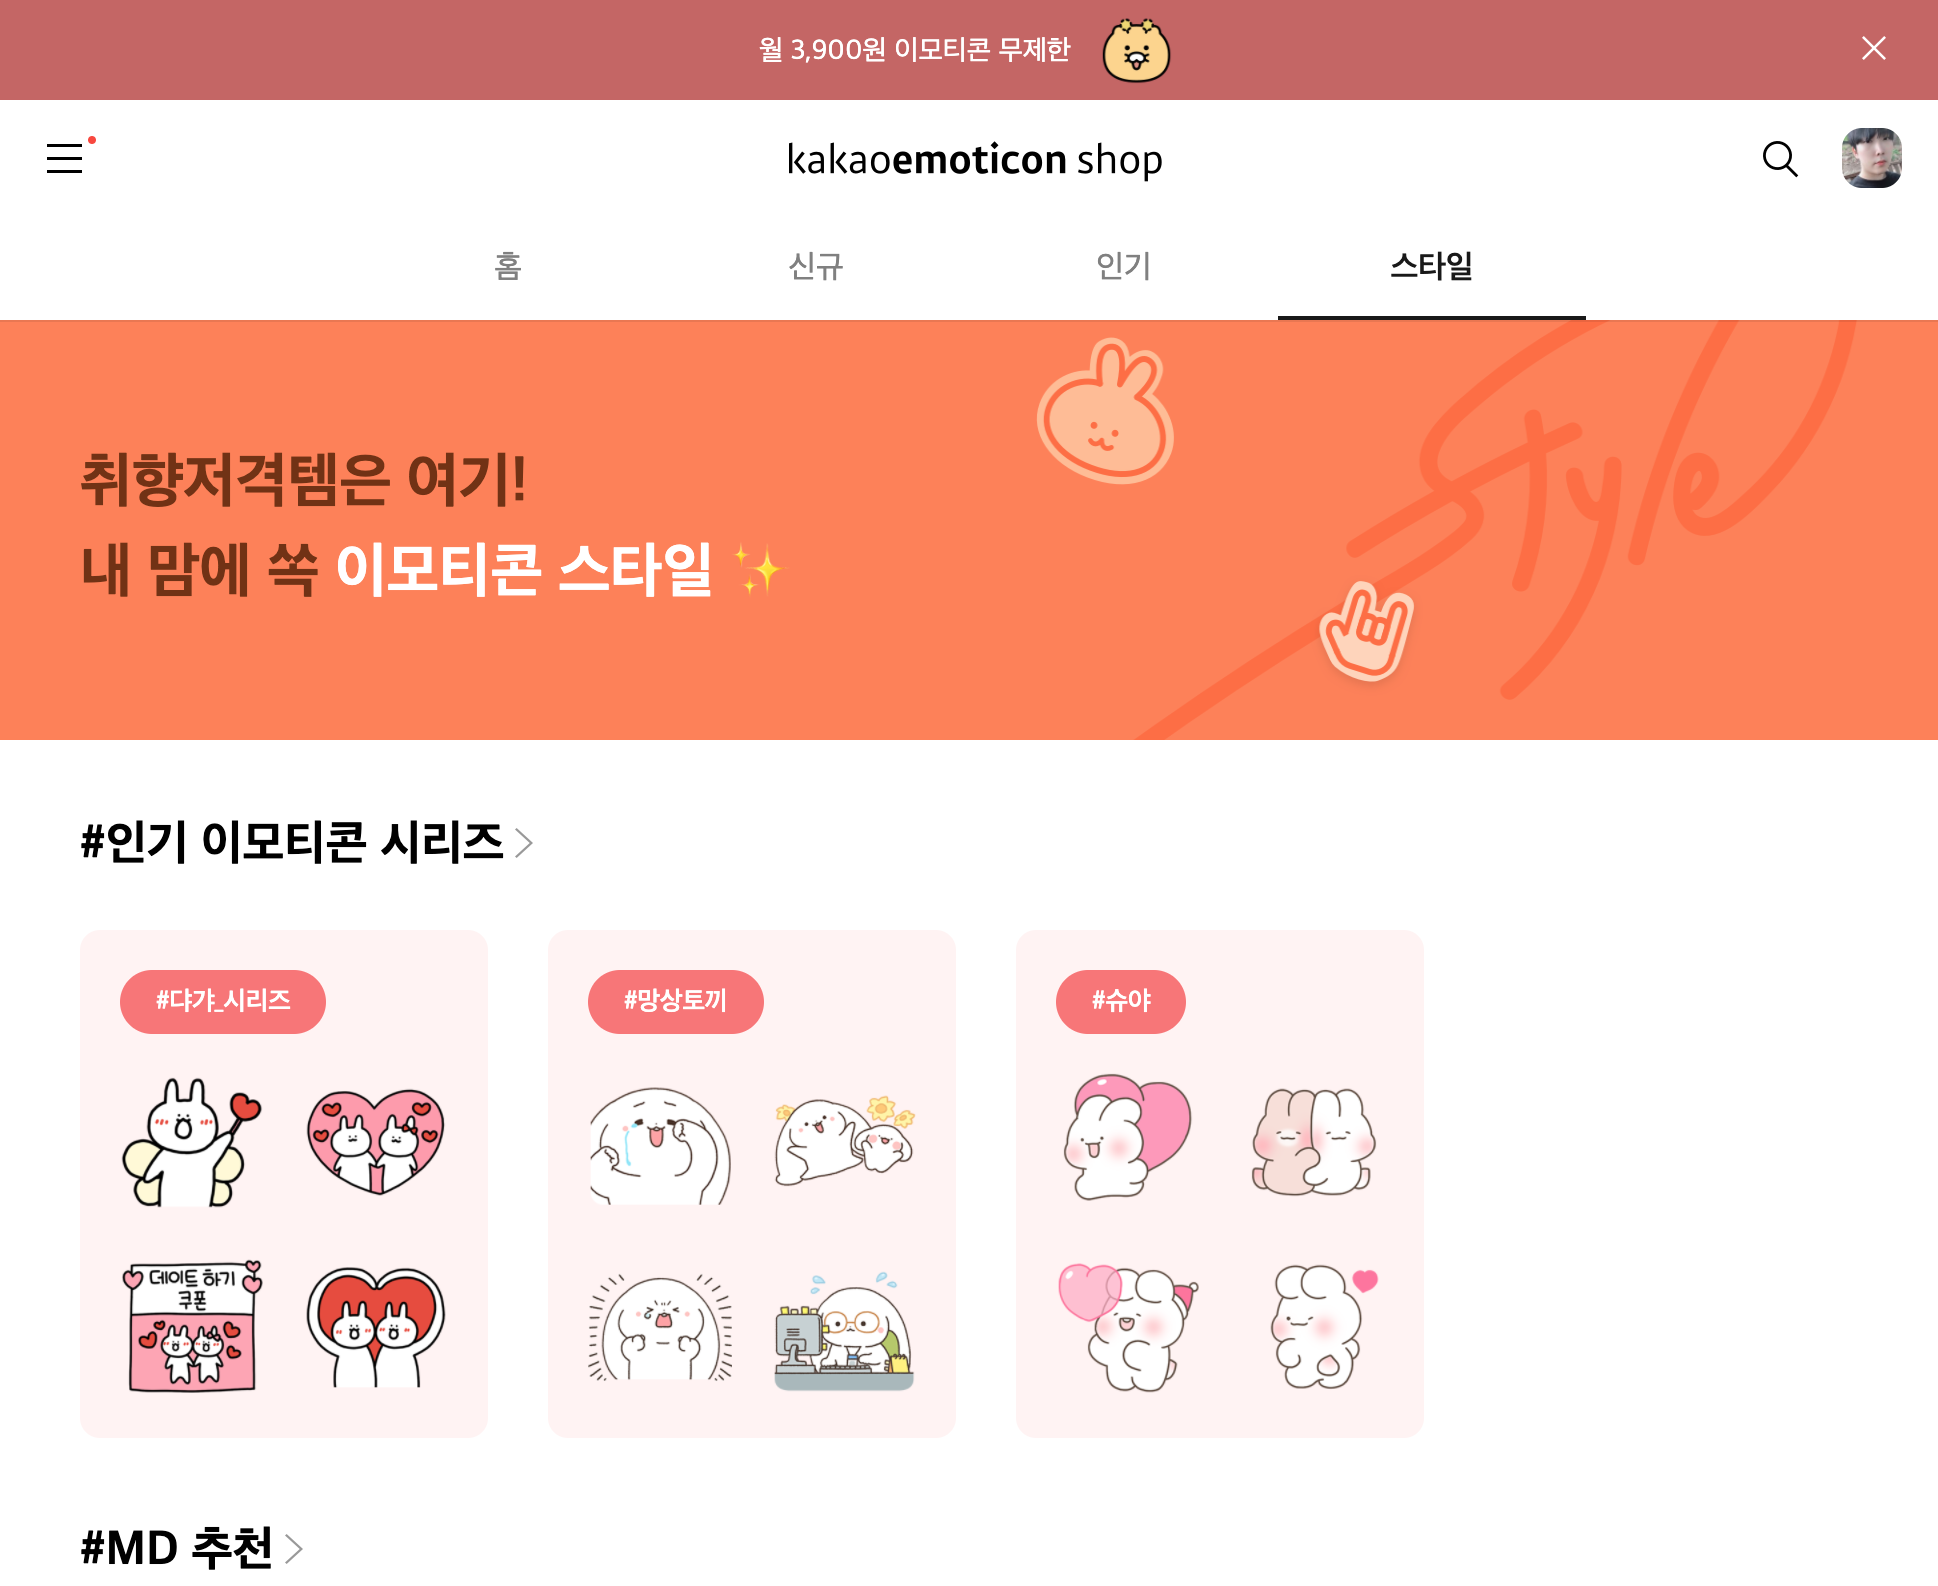 월 3,900원 이모티콘 무제한
kakaoemoticon shop
홈
신규
인기
스타일
취향저격템은 여기!
내 맘에 쏙 이모티콘 스타일 ✨
style
#인기 이모티콘 시리즈
#댜갸_시리즈
#망상토끼
#슈야
데이트 하기
쿠폰
#MD 추천